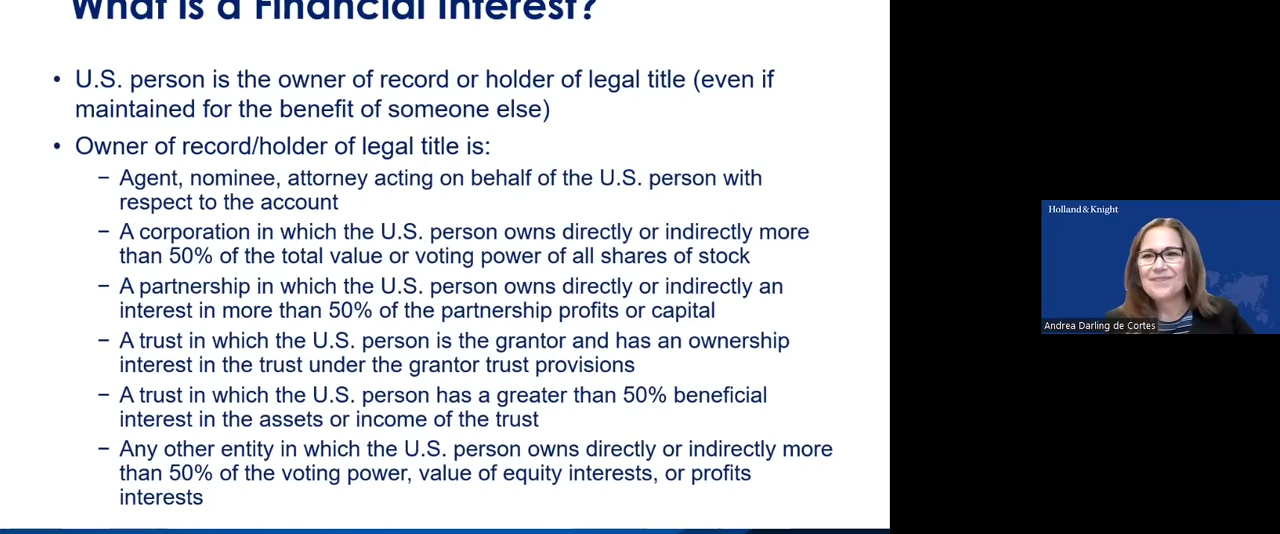 What is a Financial Interest?
• U.S. person is the owner of record or holder of legal title (even if
maintained for the benefit of someone else)
• Owner of record/holder of legal title is:
− Agent, nominee, attorney acting on behalf of the U.S. person with
respect to the account
− A corporation in which the U.S. person owns directly or indirectly more
than 50% of the total value or voting power of all shares of stock
− A partnership in which the U.S. person owns directly or indirectly an
interest in more than 50% of the partnership profits or capital
− A trust in which the U.S. person is the grantor and has an ownership
interest in the trust under the grantor trust provisions
− A trust in which the U.S. person has a greater than 50% beneficial
interest in the assets or income of the trust
− Any other entity in which the U.S. person owns directly or indirectly more
than 50% of the voting power, value of equity interests, or profits
interests
Holland & Knight
Andrea Darling de Cortes